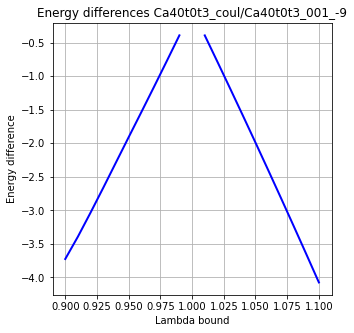 Energy differences Ca40t0t3_coul/Ca40t0t3_001_-9
−0.5
−1.0
−1.5
−2.0
−2.5
−3.0
−3.5
−4.0
Energy difference
0.900 0.925 0.950 0.975 1.000 1.025 1.050 1.075 1.100
Lambda bound